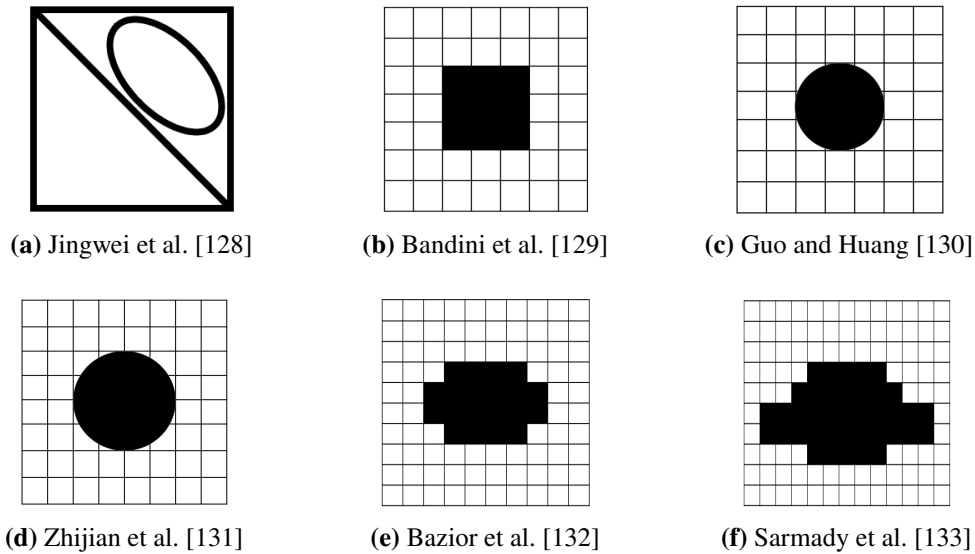 (a) Jingwei et al. [128]
(b) Bandini et al. [129]
(c) Guo and Huang [130]
(d) Zhijian et al. [131]
(e) Bazior et al. [132]
(f) Sarmady et al. [133]